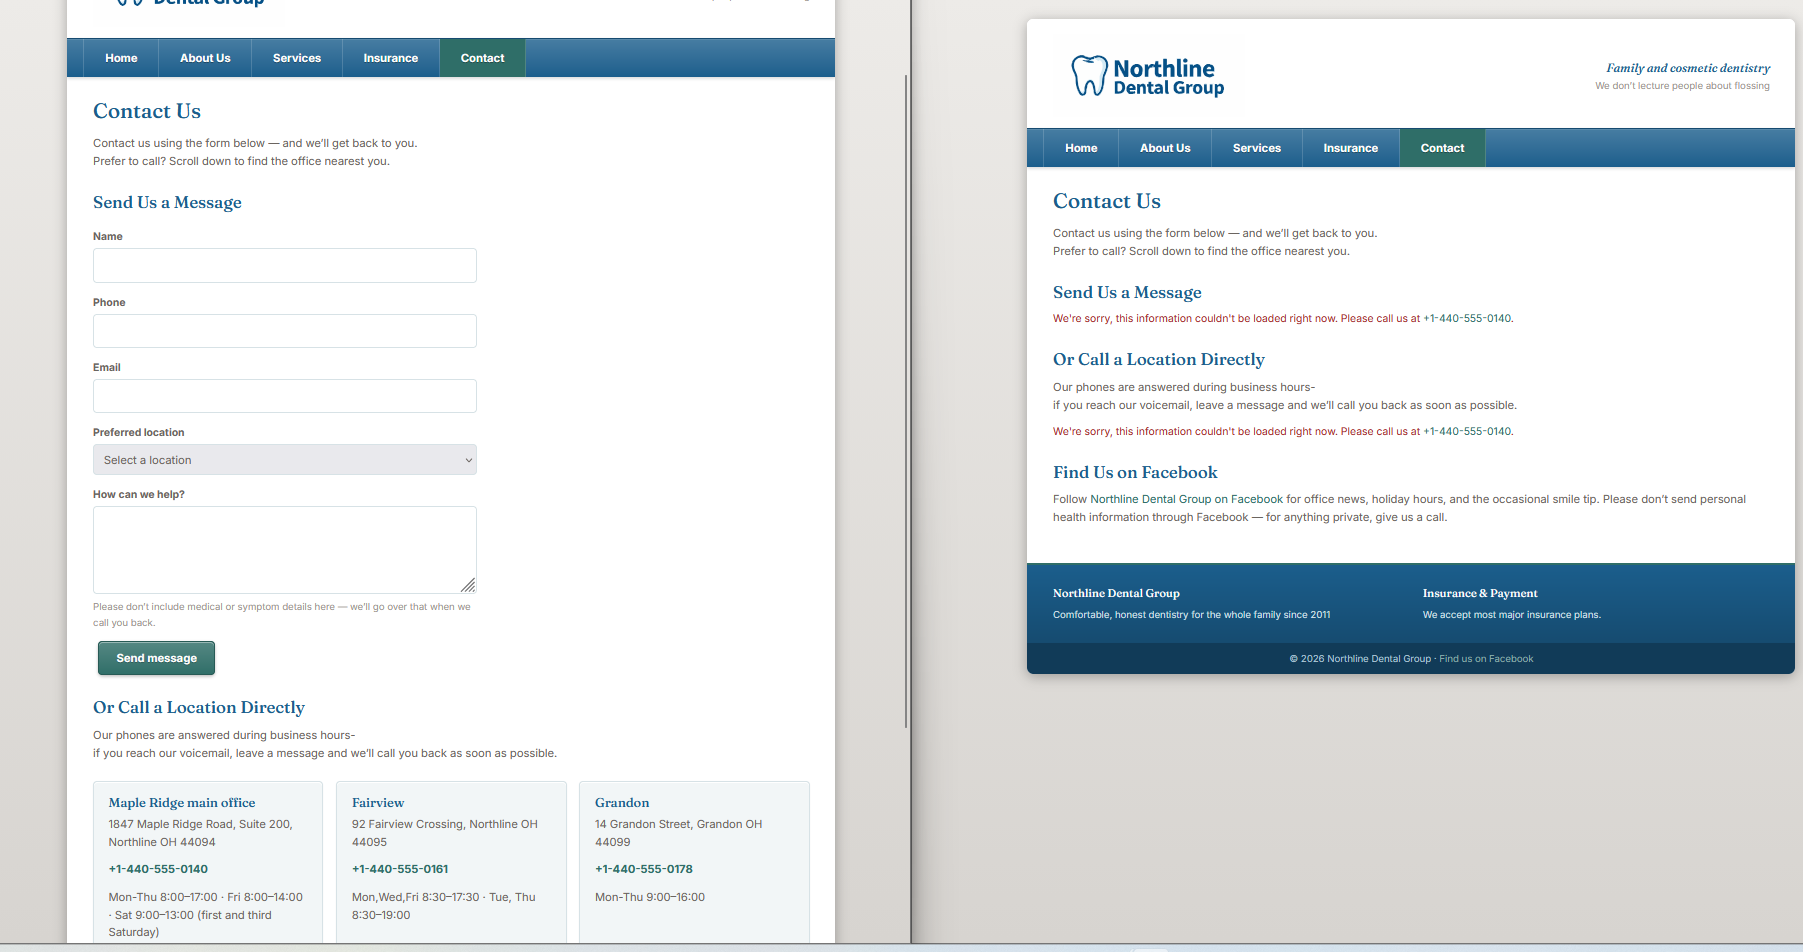 Dental Group
Home
About Us
Services
Insurance
Contact
Contact Us
Contact us using the form below — and we'll get back to you.
Prefer to call? Scroll down to find the office nearest you.
Send Us a Message
Name
Phone
Email
Preferred location
Select a location
How can we help?
Please don't include medical or symptom details here — we'll go over that when we
call you back.
Send message
Or Call a Location Directly
Our phones are answered during business hours-
if you reach our voicemail, leave a message and we'll call you back as soon as possible.
Maple Ridge main office
1847 Maple Ridge Road, Suite 200,
Northline OH 44094
+1-440-555-0140
Mon-Thu 8:00–17:00 · Fri 8:00–14:00
· Sat 9:00–13:00 (first and third
Saturday)
Fairview
92 Fairview Crossing, Northline OH
44095
+1-440-555-0161
Mon,Wed,Fri 8:30–17:30 · Tue, Thu
8:30–19:00
Grandon
14 Grandon Street, Grandon OH
44099
+1-440-555-0178
Mon-Thu 9:00–16:00
Northline
Dental Group
Family and cosmetic dentistry
We don't lecture people about flossing
Home
About Us
Services
Insurance
Contact
Contact Us
Contact us using the form below — and we'll get back to you.
Prefer to call? Scroll down to find the office nearest you.
Send Us a Message
We're sorry, this information couldn't be loaded right now. Please call us at +1-440-555-0140.
Or Call a Location Directly
Our phones are answered during business hours-
if you reach our voicemail, leave a message and we'll call you back as soon as possible.
We're sorry, this information couldn't be loaded right now. Please call us at +1-440-555-0140.
Find Us on Facebook
Follow Northline Dental Group on Facebook for office news, holiday hours, and the occasional smile tip. Please don't send personal
health information through Facebook — for anything private, give us a call.
Northline Dental Group
Comfortable, honest dentistry for the whole family since 2011
Insurance & Payment
We accept most major insurance plans.
© 2026 Northline Dental Group · Find us on Facebook